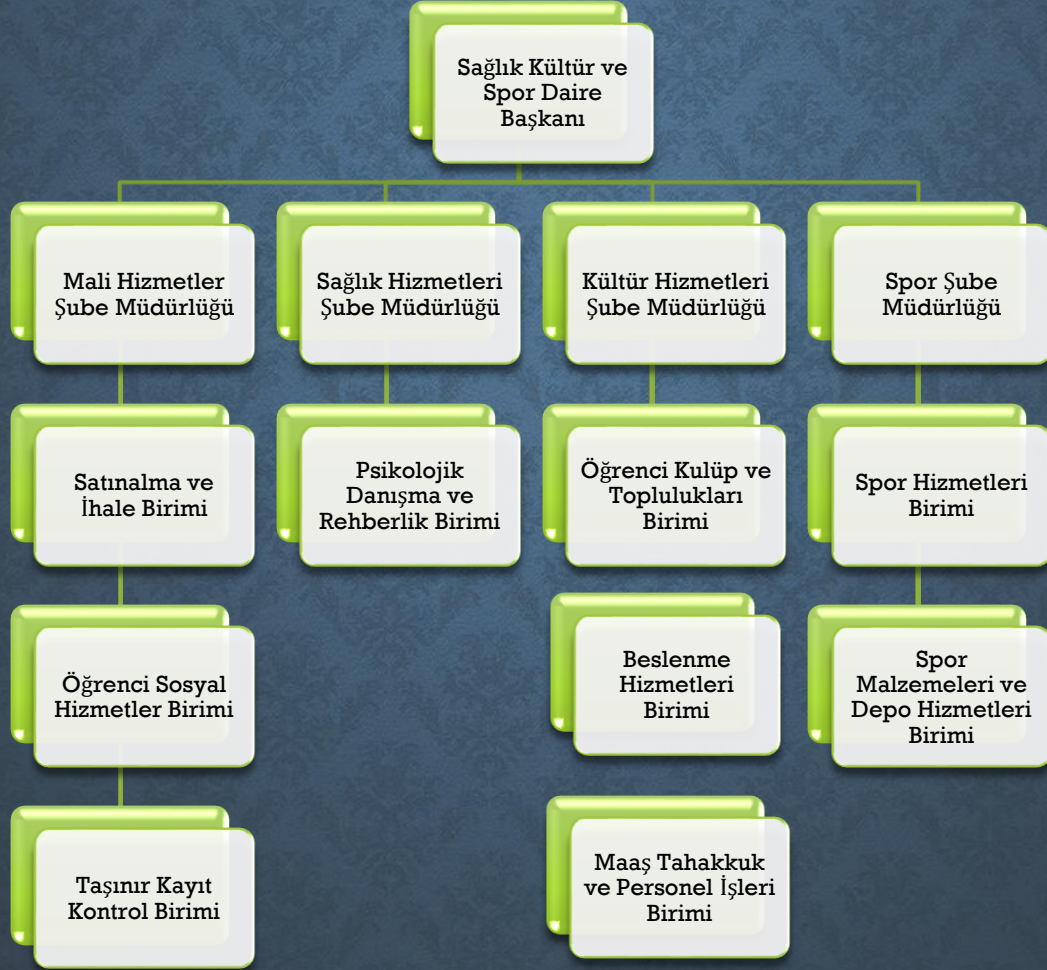 Sağlık Kültür ve
Spor Daire
Başkanı
Mali Hizmetler
Şube Müdürlüğü
Sağlık Hizmetleri
Şube Müdürlüğü
Kültür Hizmetleri
Şube Müdürlüğü
Spor Şube
Müdürlüğü
Satınalma ve
İhale Birimi
Psikolojik
Danışma ve
Rehberlik Birimi
Öğrenci Kulüp ve
Toplulukları
Birimi
Spor Hizmetleri
Birimi
Öğrenci Sosyal
Hizmetler Birimi
Beslenme
Hizmetleri
Birimi
Spor
Malzemeleri ve
Depo Hizmetleri
Birimi
Taşınır Kayıt
Kontrol Birimi
Maaş Tahakkuk
ve Personel İşleri
Birimi